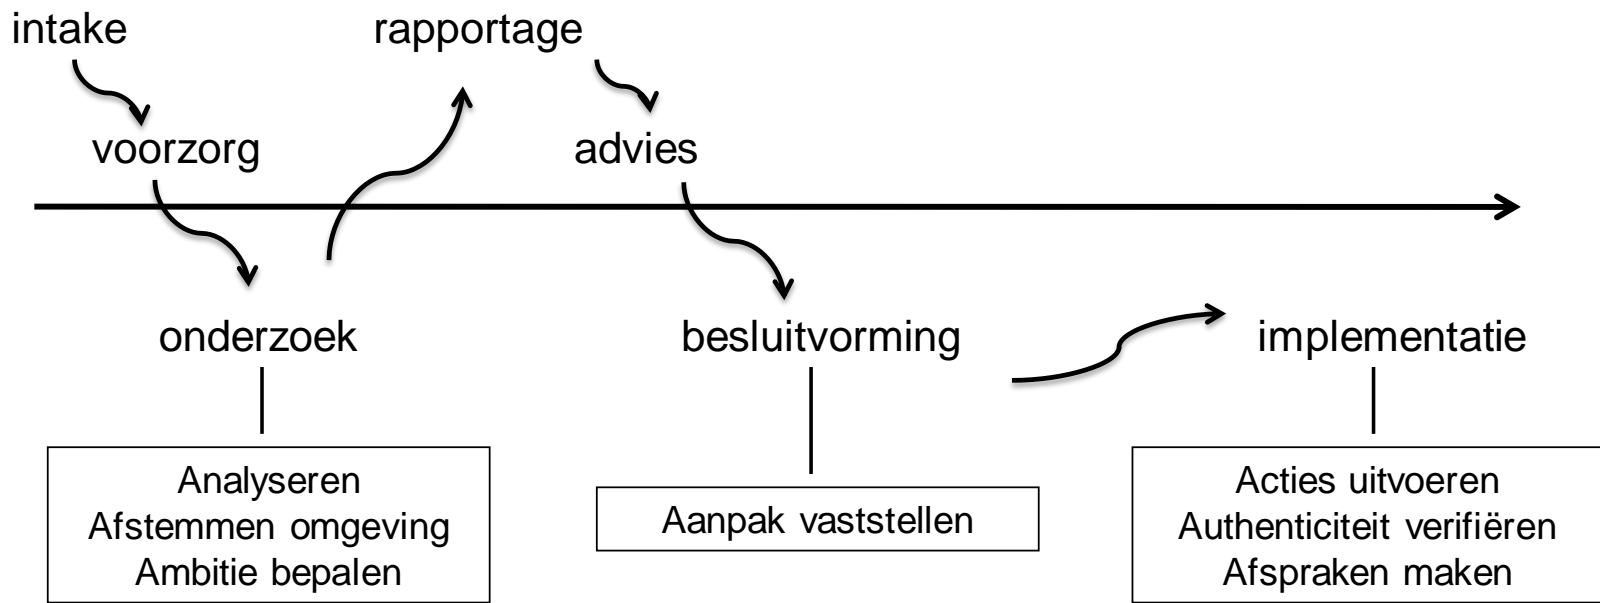 intake
rapportage
voorzorg
advies
onderzoek
besluitvorming
implementatie
Analyseren
Afstemmen omgeving
Ambitie bepalen
Aanpak vaststellen
Acties uitvoeren
Authenticiteit verifiëren
Afspraken maken